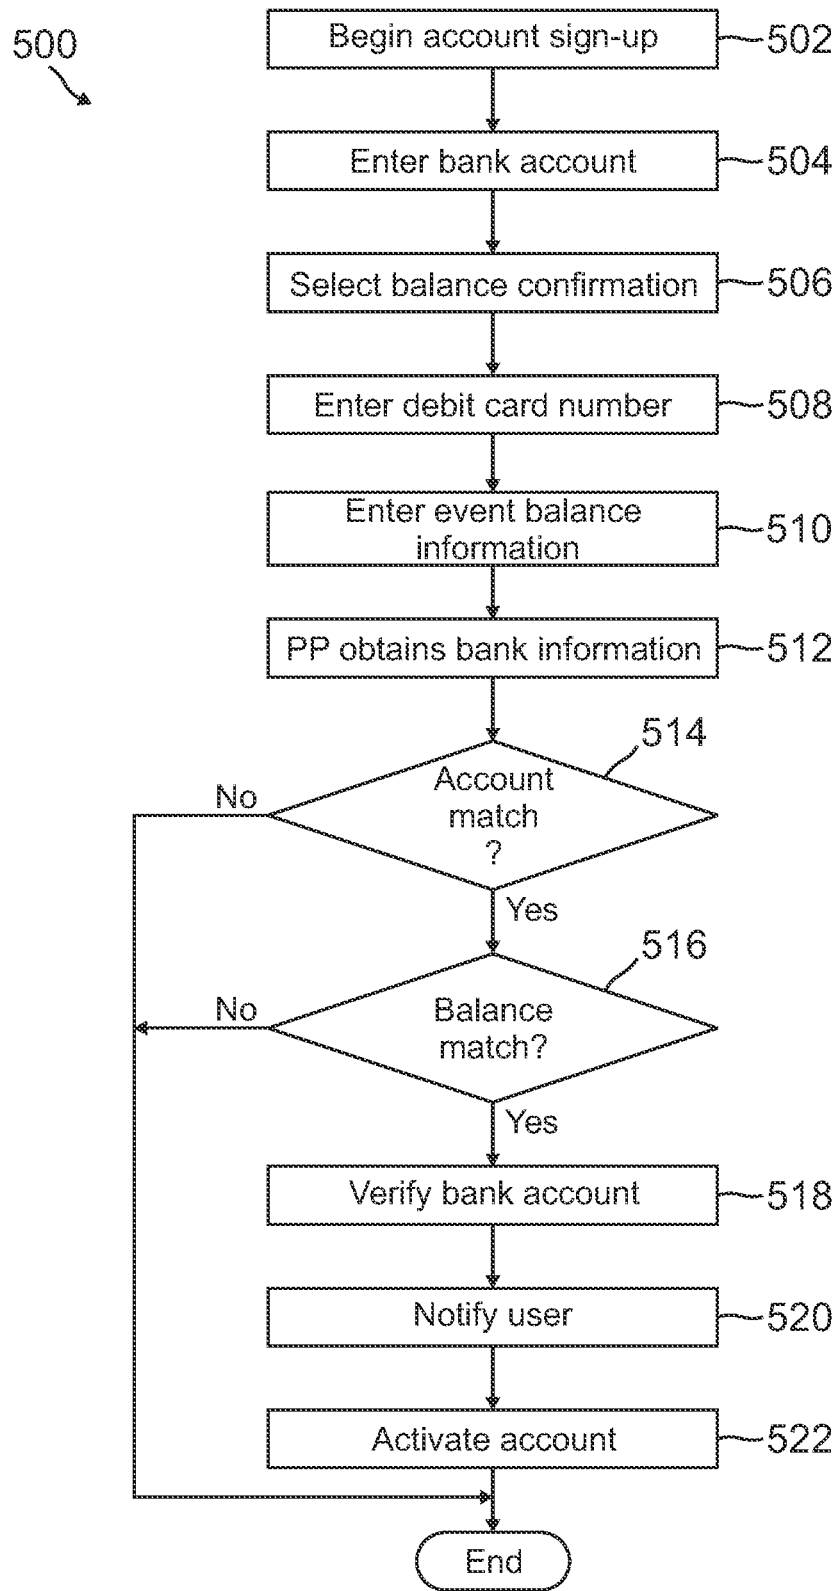 500
Begin account sign-up
502
Enter bank account
504
Select balance confirmation
506
Enter debit card number
508
Enter event balance
information
510
PP obtains bank information
512
514
Account
match
?
No
Yes
516
Balance
match?
No
Yes
Verify bank account
518
Notify user
520
Activate account
522
End